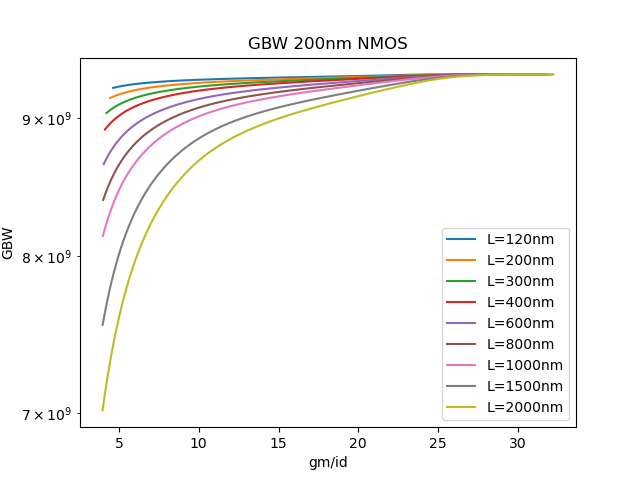 GBW 200nm NMOS
GBW
9 × 10⁹
8 × 10⁹
7 × 10⁹
5 10 15 20 25 30
gm/id
L=120nm
L=200nm
L=300nm
L=400nm
L=600nm
L=800nm
L=1000nm
L=1500nm
L=2000nm